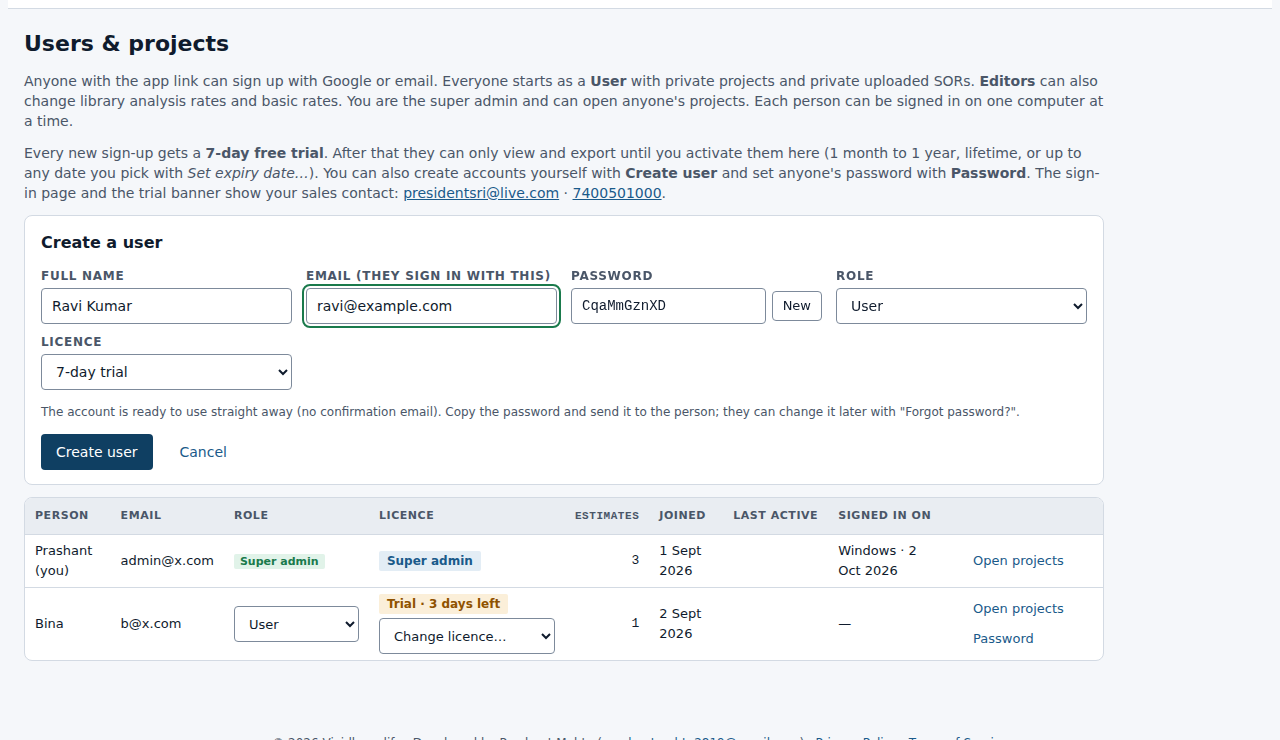 Users & projects
Anyone with the app link can sign up with Google or email. Everyone starts as a User with private projects and private uploaded SORs. Editors can also
change library analysis rates and basic rates. You are the super admin and can open anyone's projects. Each person can be signed in on one computer at
a time.
Every new sign-up gets a 7-day free trial. After that they can only view and export until you activate them here (1 month to 1 year, lifetime, or up to
any date you pick with Set expiry date…). You can also create accounts yourself with Create user and set anyone's password with Password. The sign-
in page and the trial banner show your sales contact: presidentsri@live.com · 7400501000.
Create a user
FULL NAME EMAIL (THEY SIGN IN WITH THIS) PASSWORD ROLE
Ravi Kumar ravi@example.com CqaMmGznXD New User
LICENCE
7-day trial
The account is ready to use straight away (no confirmation email). Copy the password and send it to the person; they can change it later with "Forgot password?".
Create user Cancel
PERSON EMAIL ROLE LICENCE ESTIMATES JOINED LAST ACTIVE SIGNED IN ON
Prashant (you) admin@x.com Super admin Super admin 3 1 Sept 2026 Windows · 2 Oct 2026 Open projects
Bina b@x.com User Trial · 3 days left Change licence… 1 2 Sept 2026 — Open projects
Password